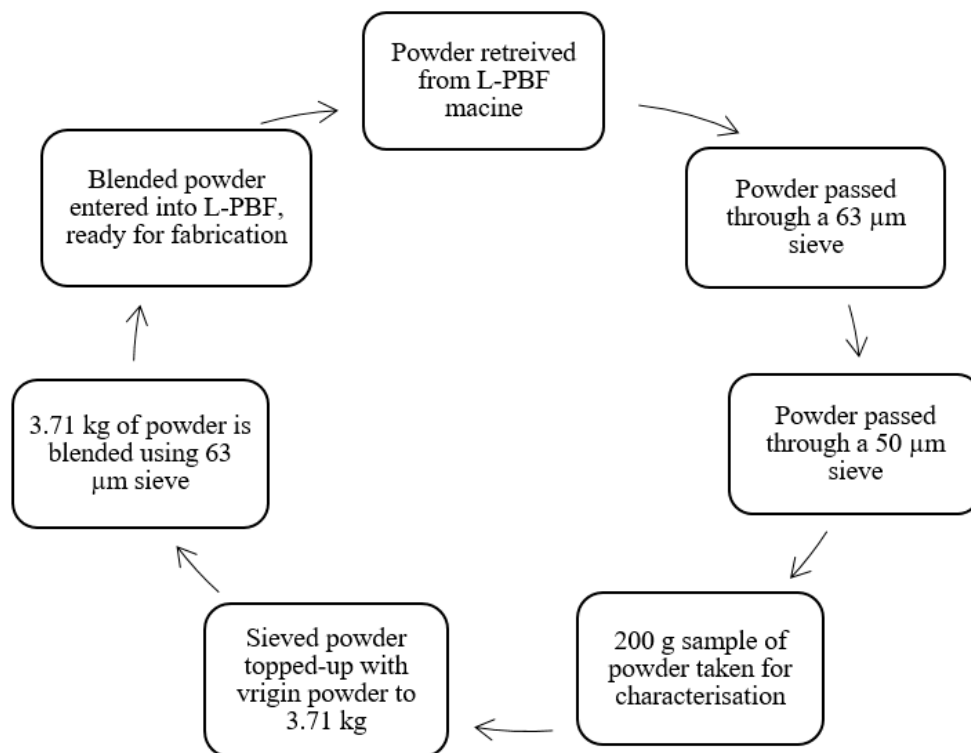 Powder retreived
from L-PBF
macine
Powder passed
through a 63 µm
sieve
Powder passed
through a 50 µm
sieve
200 g sample of
powder taken for
characterisation
Sieved powder
topped-up with
vrigin powder to
3.71 kg
3.71 kg of powder is
blended using 63
µm sieve
Blended powder
entered into L-PBF,
ready for fabrication